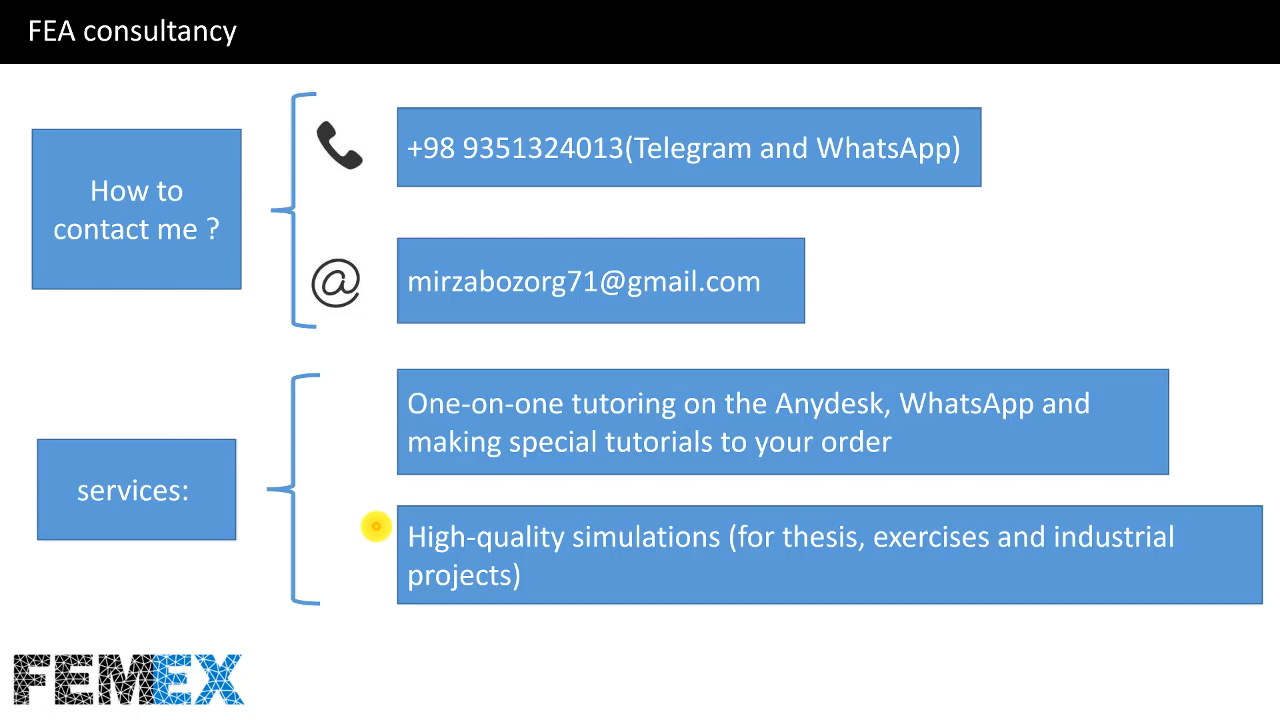 FEA consultancy
How to
contact me ?
+98 9351324013(Telegram and WhatsApp)
@
mirzabozorg71@gmail.com
services:
One-on-one tutoring on the Anydesk, WhatsApp and
making special tutorials to your order
High-quality simulations (for thesis, exercises and industrial
projects)
FEMEX